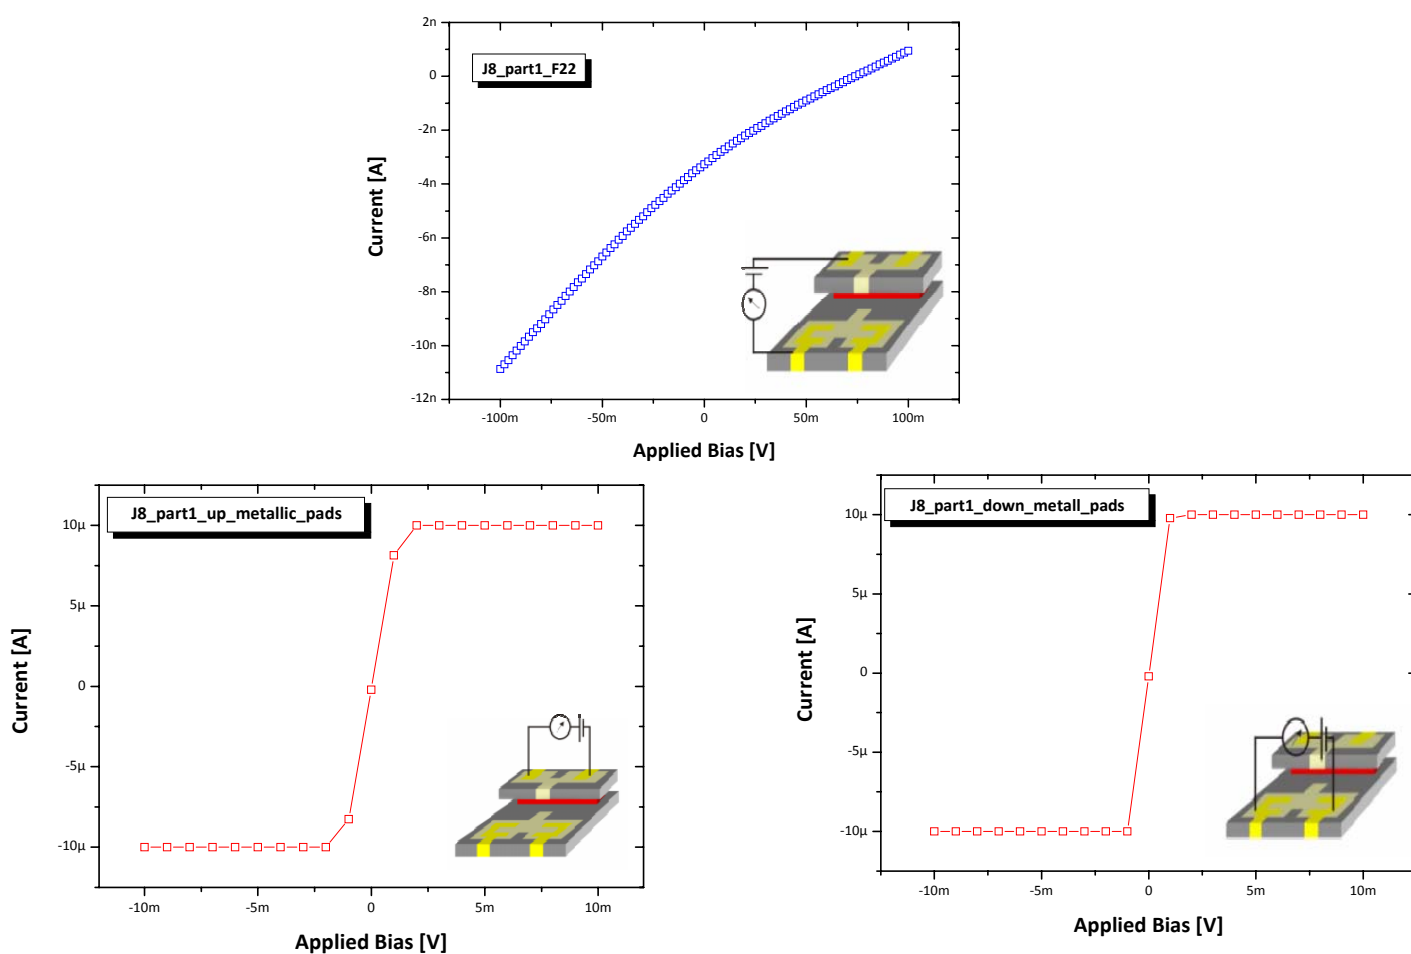 2n
J8_part1_F22
0
-2n
-4n
-6n
-8n
-10n
-12n
Current [A]
-100m -50m 0 50m 100m
Applied Bias [V]
J8_part1_up_metallic_pads
10µ
5µ
0
-5µ
-10µ
Current [A]
-10m -5m 0 5m 10m
Applied Bias [V]
J8_part1_down_metall_pads
10µ
5µ
0
-5µ
-10µ
Current [A]
-10m -5m 0 5m 10m
Applied Bias [V]